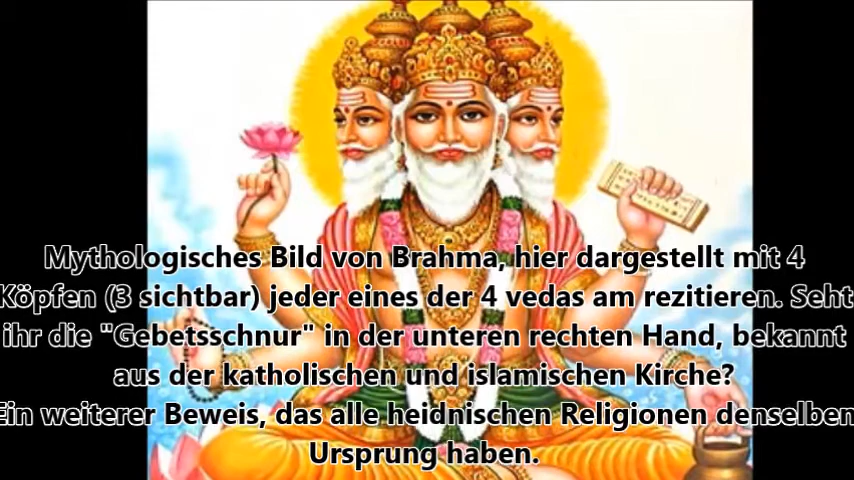 Mythologisches Bild von Brahma, hier dargestellt mit 4
Köpfen (3 sichtbar) jeder eines der 4 vedas am rezitieren. Seht
ihr die "Gebetsschnur" in der unteren rechten Hand, bekannt
aus der katholischen und islamischen Kirche?
Ein weiterer Beweis, das alle heidnischen Religionen denselben
Ursprung haben.